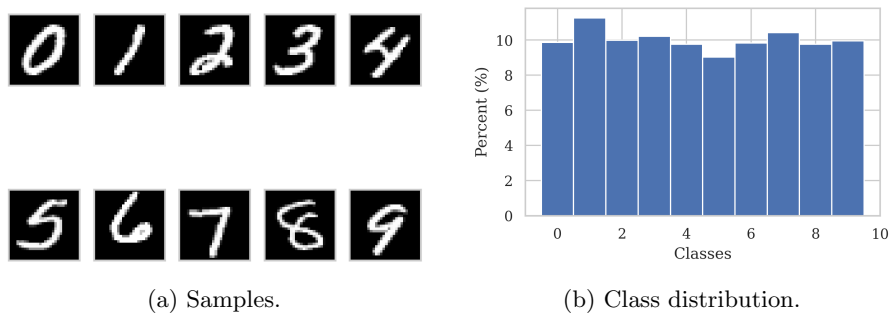 0 1 2 3 4
5 6 7 8 9
(a) Samples.
Percent (%)
10
8
6
4
2
0
0 2 4 6 8 10
Classes
(b) Class distribution.